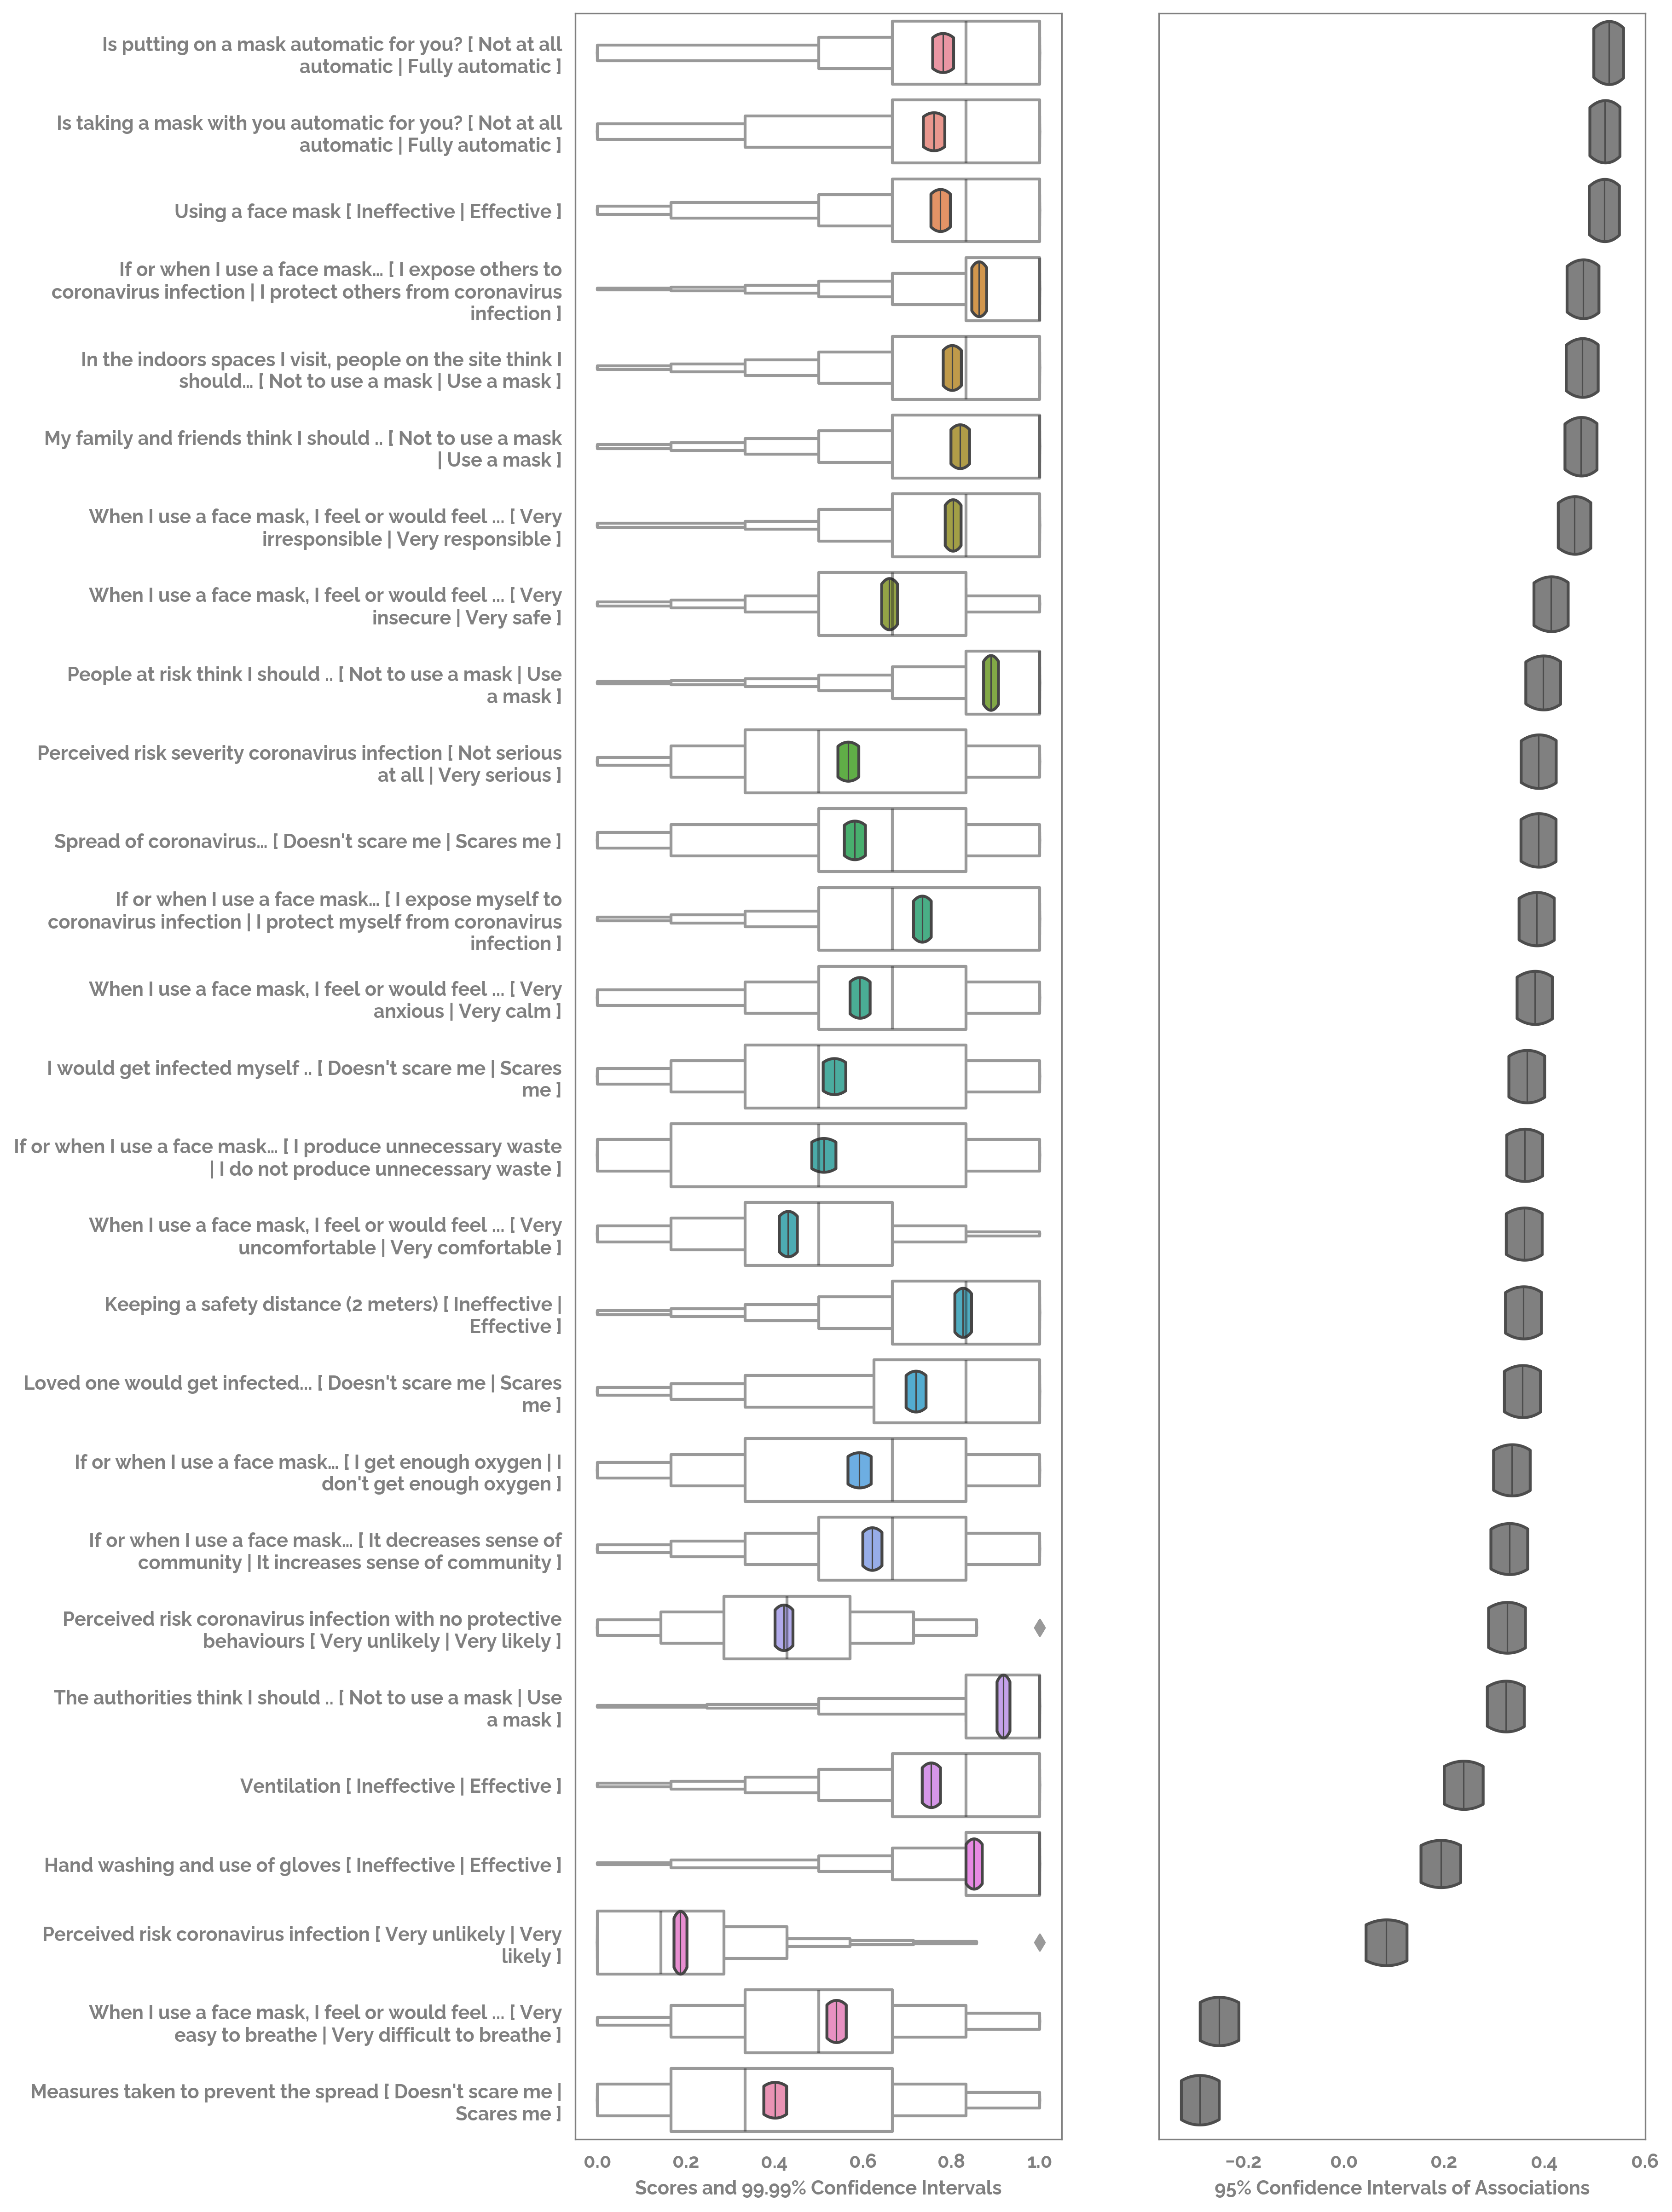 Is putting on a mask automatic for you? [ Not at all
automatic | Fully automatic ]
Is taking a mask with you automatic for you? [ Not at all
automatic | Fully automatic ]
Using a face mask [ Ineffective | Effective ]
If or when I use a face mask... [ I expose others to
coronavirus infection | I protect others from coronavirus
infection ]
In the indoors spaces I visit, people on the site think I
should... [ Not to use a mask | Use a mask ]
My family and friends think I should .. [ Not to use a mask
| Use a mask ]
When I use a face mask, I feel or would feel ... [ Very
irresponsible | Very responsible ]
When I use a face mask, I feel or would feel ... [ Very
insecure | Very safe ]
People at risk think I should .. [ Not to use a mask | Use
a mask ]
Perceived risk severity coronavirus infection [ Not serious
at all | Very serious ]
Spread of coronavirus... [ Doesn't scare me | Scares me ]
If or when I use a face mask... [ I expose myself to
coronavirus infection | I protect myself from coronavirus
infection ]
When I use a face mask, I feel or would feel ... [ Very
anxious | Very calm ]
I would get infected myself .. [ Doesn't scare me | Scares
me ]
If or when I use a face mask... [ I produce unnecessary waste
| I do not produce unnecessary waste ]
When I use a face mask, I feel or would feel ... [ Very
uncomfortable | Very comfortable ]
Keeping a safety distance (2 meters) [ Ineffective |
Effective ]
Loved one would get infected... [ Doesn't scare me | Scares
me ]
If or when I use a face mask... [ I get enough oxygen | I
don't get enough oxygen ]
If or when I use a face mask... [ It decreases sense of
community | It increases sense of community ]
Perceived risk coronavirus infection with no protective
behaviours [ Very unlikely | Very likely ]
The authorities think I should .. [ Not to use a mask | Use
a mask ]
Ventilation [ Ineffective | Effective ]
Hand washing and use of gloves [ Ineffective | Effective ]
Perceived risk coronavirus infection [ Very unlikely | Very
likely ]
When I use a face mask, I feel or would feel ... [ Very
easy to breathe | Very difficult to breathe ]
Measures taken to prevent the spread [ Doesn't scare me |
Scares me ]
0.0 0.2 0.4 0.6 0.8 1.0
Scores and 99.99% Confidence Intervals
−0.2 0.0 0.2 0.4 0.6
95% Confidence Intervals of Associations